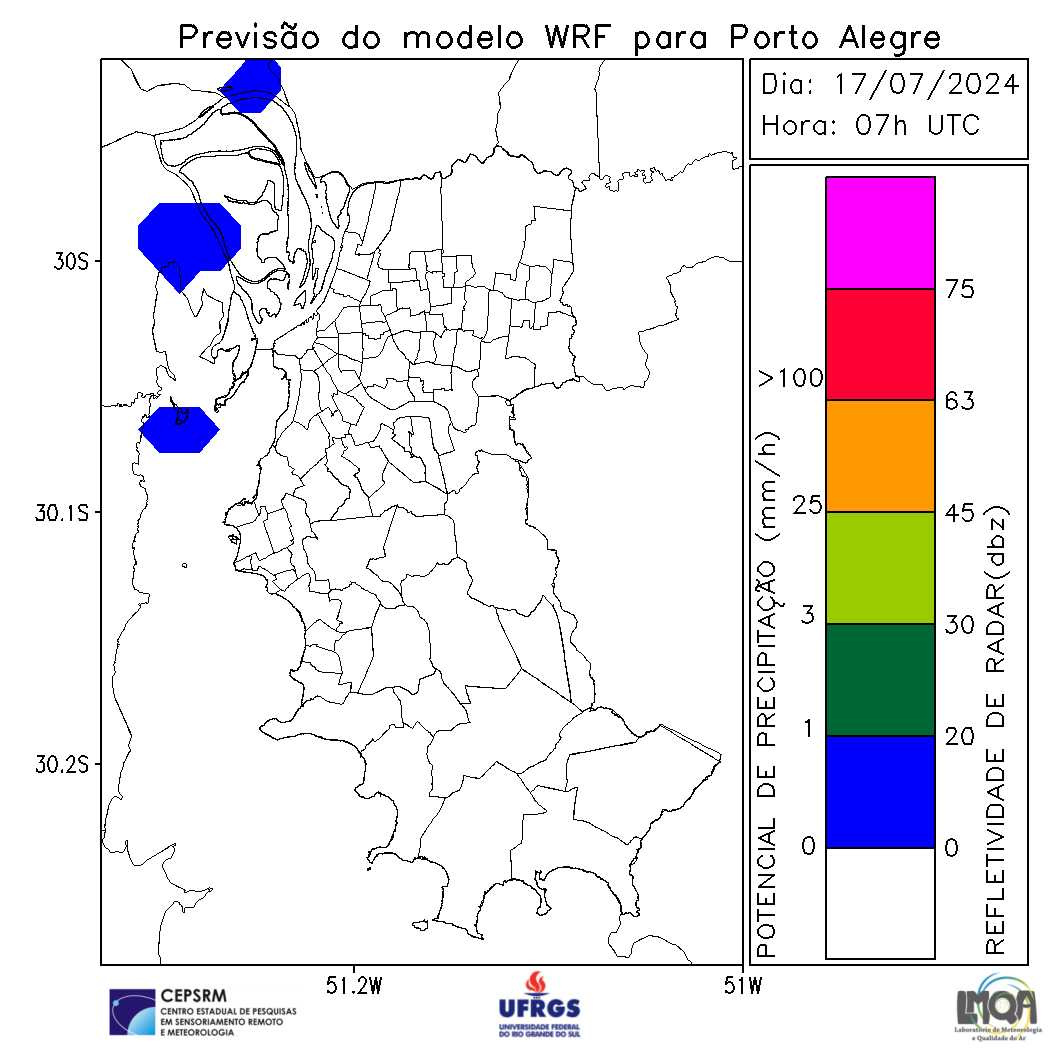 Previsão do modelo WRF para Porto Alegre
Dia: 17/07/2024
Hora: 07h UTC
30S
30.1S
30.2S
51.2W
51W
>100
25
3
1
0
75
63
45
30
20
0
POTENCIAL DE PRECIPITAÇÃO (mm/h)
REFLETIVIDADE DE RADAR(dbz)
CEPSRM
CENTRO ESTADUAL DE PESQUISAS
EM SENSORIAMENTO REMOTO
E METEOROLOGIA
UFRGS
UNIVERSIDADE FEDERAL
DO RIO GRANDE DO SUL
LMQA
Laboratório de Meteorologia
e Qualidade do Ar